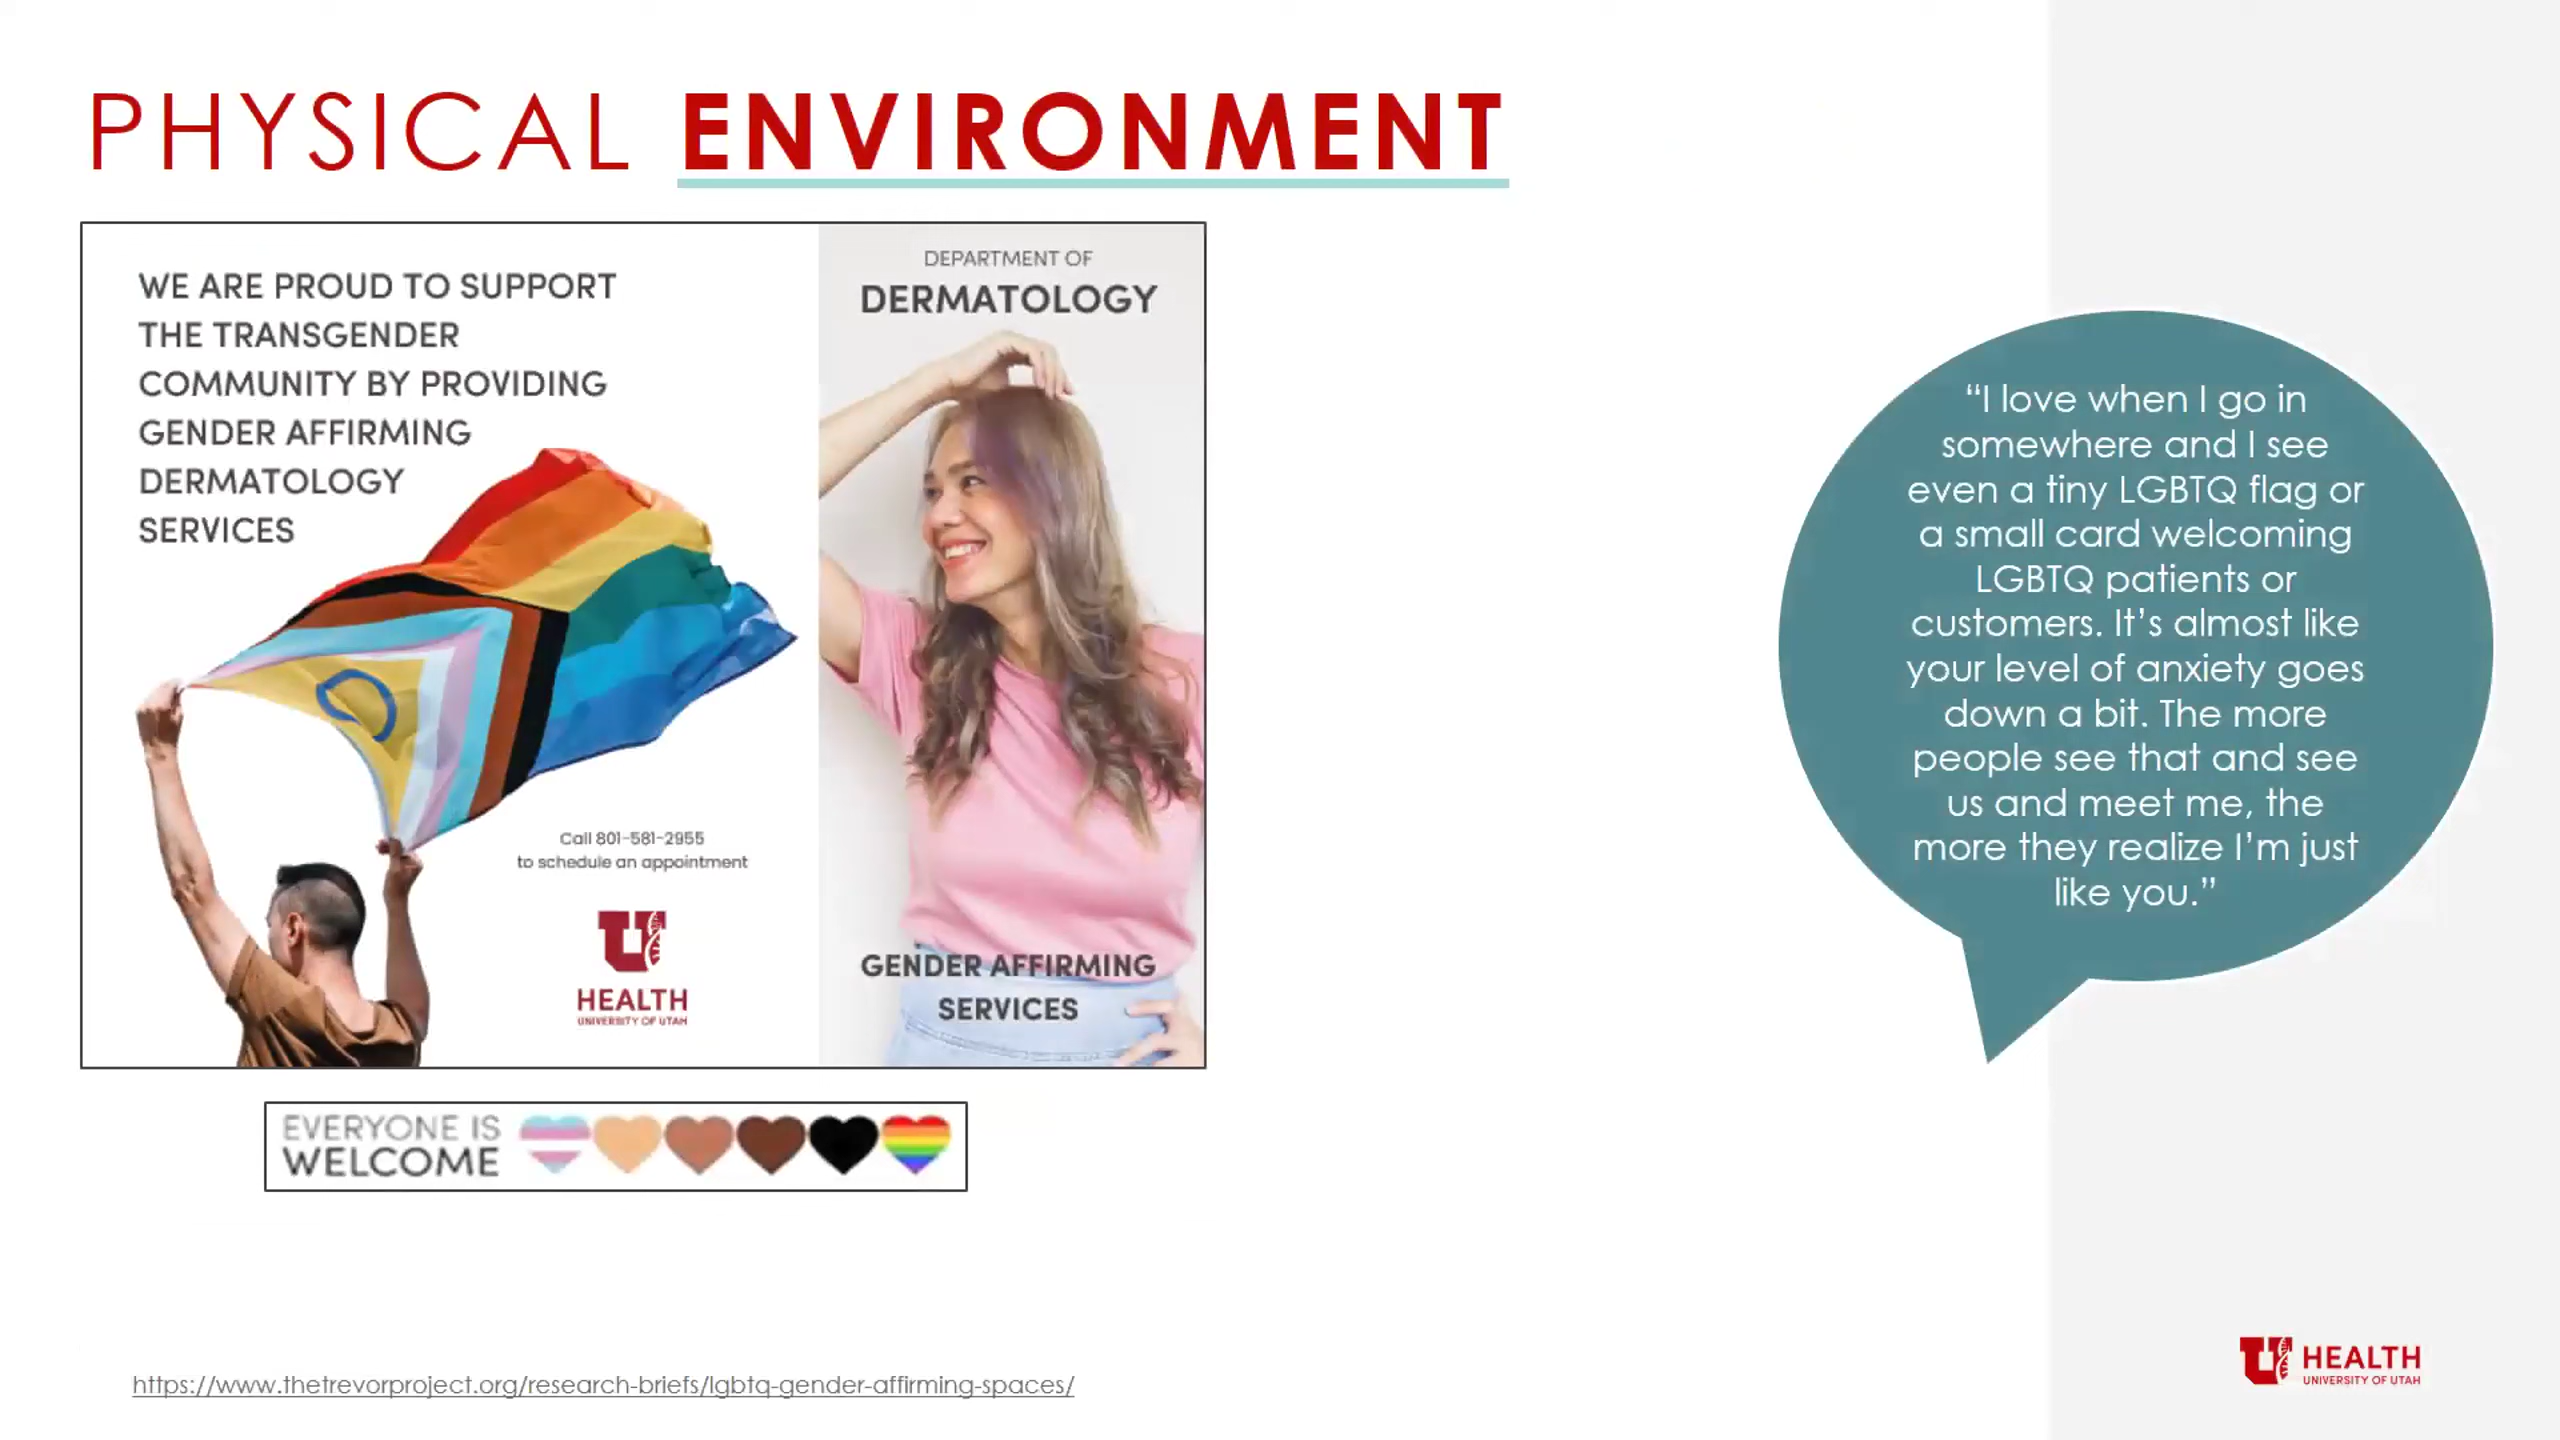 PHYSICAL ENVIRONMENT
WE ARE PROUD TO SUPPORT
THE TRANSGENDER
COMMUNITY BY PROVIDING
GENDER AFFIRMING
DERMATOLOGY
SERVICES
Call 801-581-2955
to schedule an appointment
U
HEALTH
UNIVERSITY OF UTAH
DEPARTMENT OF
DERMATOLOGY
GENDER AFFIRMING
SERVICES
EVERYONE IS
WELCOME
“I love when I go in
somewhere and I see
even a tiny LGBTQ flag or
a small card welcoming
LGBTQ patients or
customers. It’s almost like
your level of anxiety goes
down a bit. The more
people see that and see
us and meet me, the
more they realize I’m just
like you.”
https://www.thetrevorproject.org/research-briefs/lgbtq-gender-affirming-spaces/
U HEALTH
UNIVERSITY OF UTAH